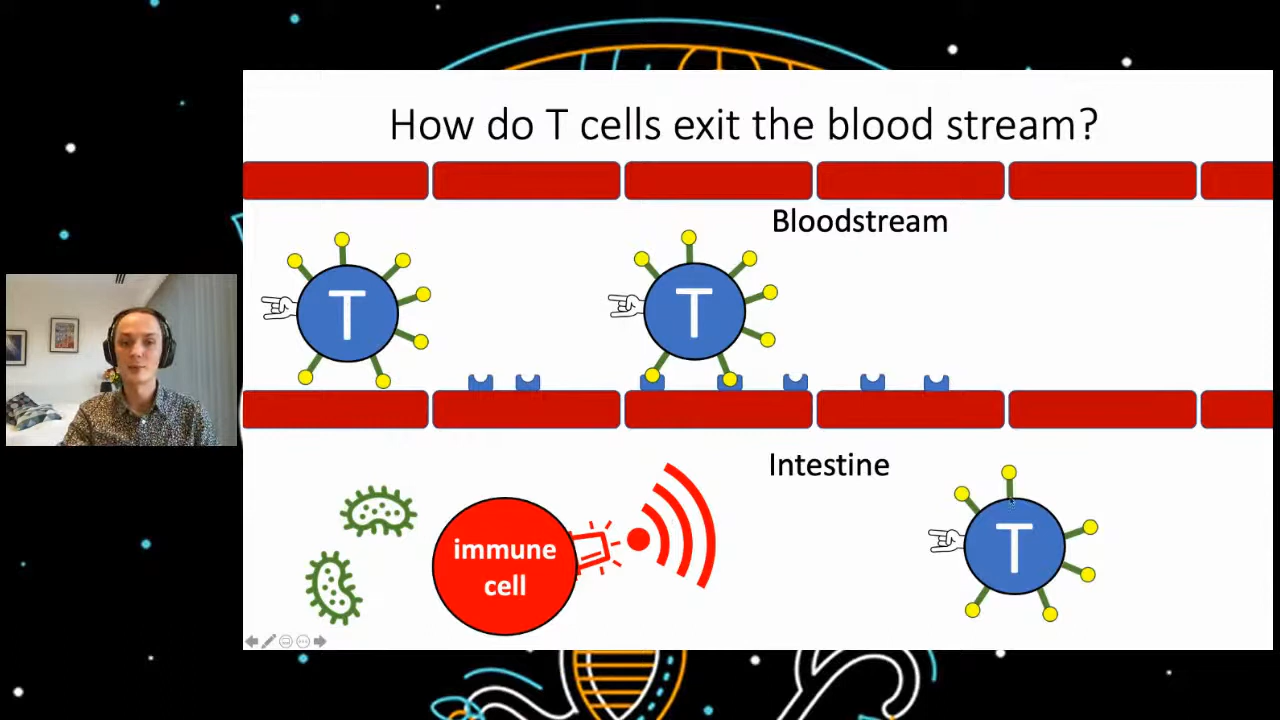 How do T cells exit the blood stream?
Bloodstream
T
T
Intestine
immune
cell
T